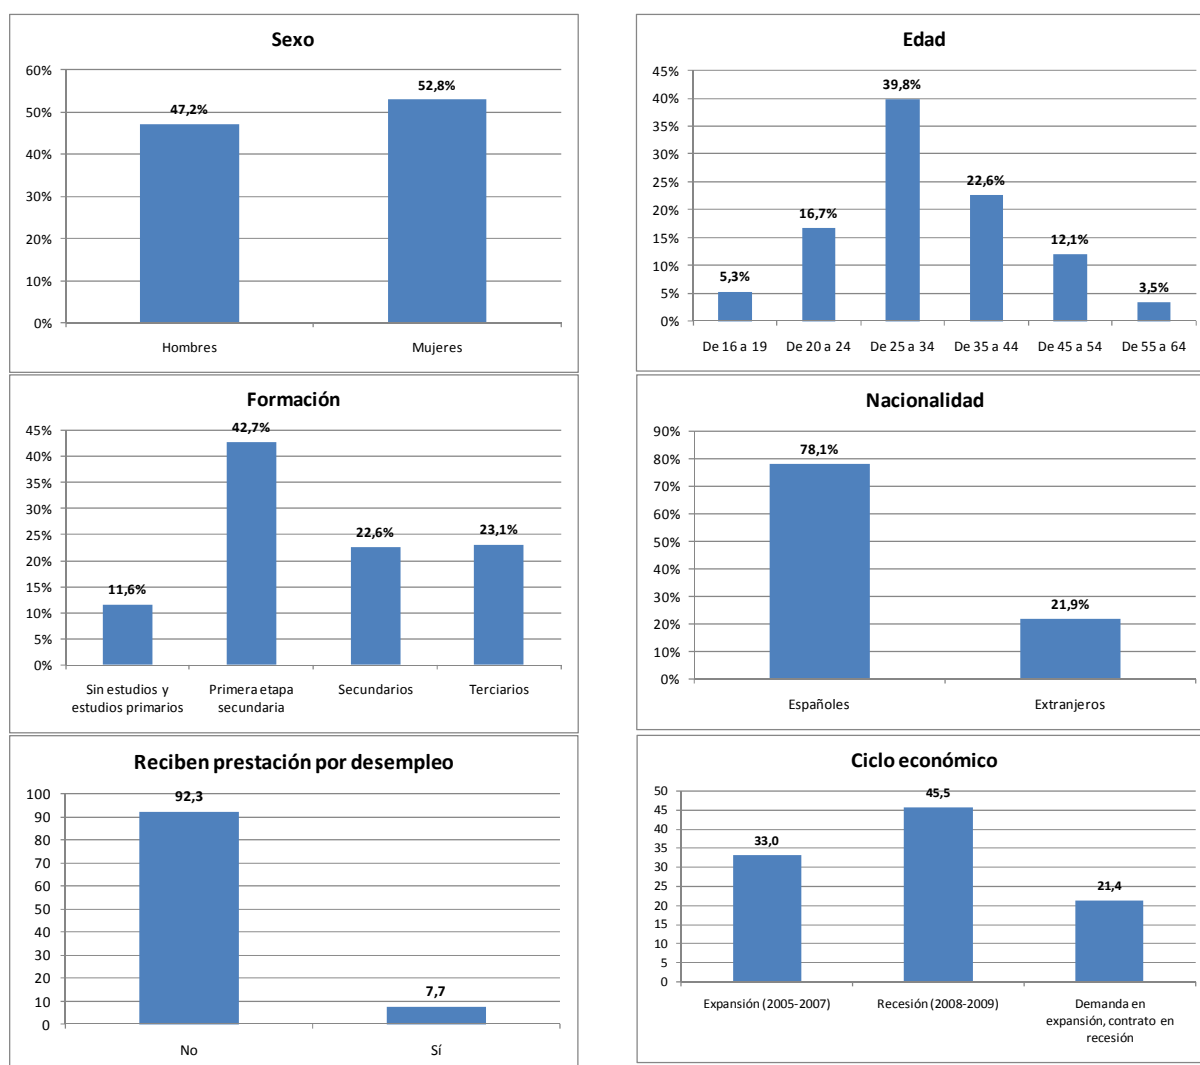 Sexo
60%
50%
40%
30%
20%
10%
0%
47,2%
52,8%
Hombres
Mujeres
Edad
45%
40%
35%
30%
25%
20%
15%
10%
5%
0%
5,3%
16,7%
39,8%
22,6%
12,1%
3,5%
De 16 a 19
De 20 a 24
De 25 a 34
De 35 a 44
De 45 a 54
De 55 a 64
Formación
45%
40%
35%
30%
25%
20%
15%
10%
5%
0%
11,6%
42,7%
22,6%
23,1%
Sin estudios y
estudios primarios
Primera etapa
secundaria
Secundarios
Terciarios
Nacionalidad
90%
80%
70%
60%
50%
40%
30%
20%
10%
0%
78,1%
21,9%
Españoles
Extranjeros
Reciben prestación por desempleo
100
90
80
70
60
50
40
30
20
10
0
92,3
7,7
No
Sí
Ciclo económico
50
45
40
35
30
25
20
15
10
5
0
33,0
45,5
21,4
Expansión (2005-2007)
Recesión (2008-2009)
Demanda en
expansión, contrato en
recesión